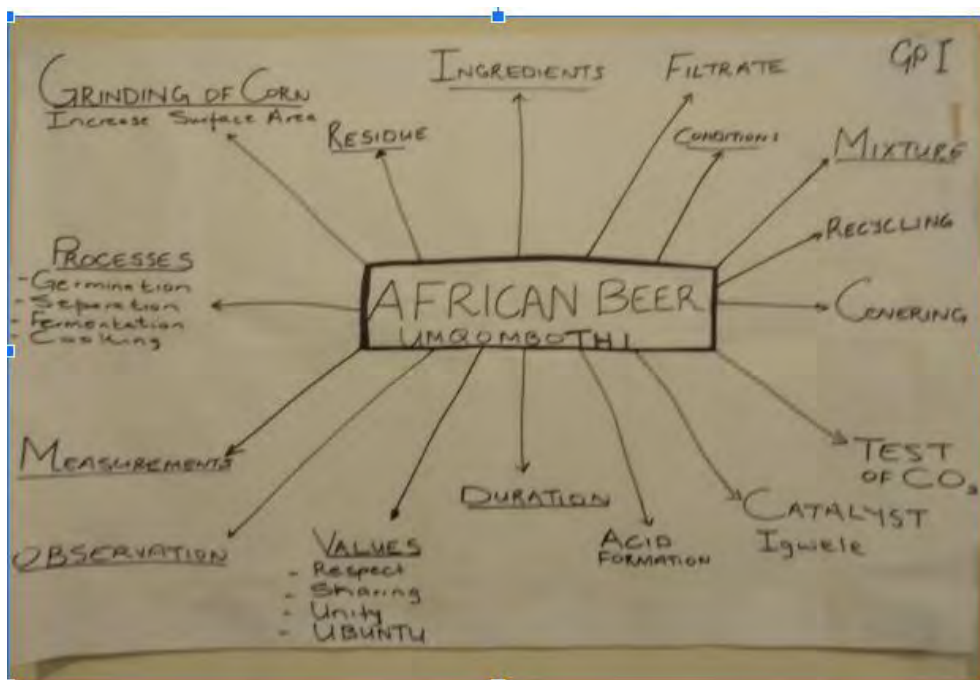 GP I
INGREDIENTS
FILTRATE
GRINDING OF CORN
Increase Surface Area
RESIDUE
CONDITIONS
MIXTURE
RECYCLING
PROCESSES
- Germination
- Separation
- Fermentation
- Cooking
AFRICAN BEER
UMQOMBOTHI
COVERING
MEASUREMENTS
TEST
OF CO₂
DURATION
CATALYST
Igwele
OBSERVATION
VALUES
- Respect
- Sharing
- Unity
- UBUNTU
ACID
FORMATION